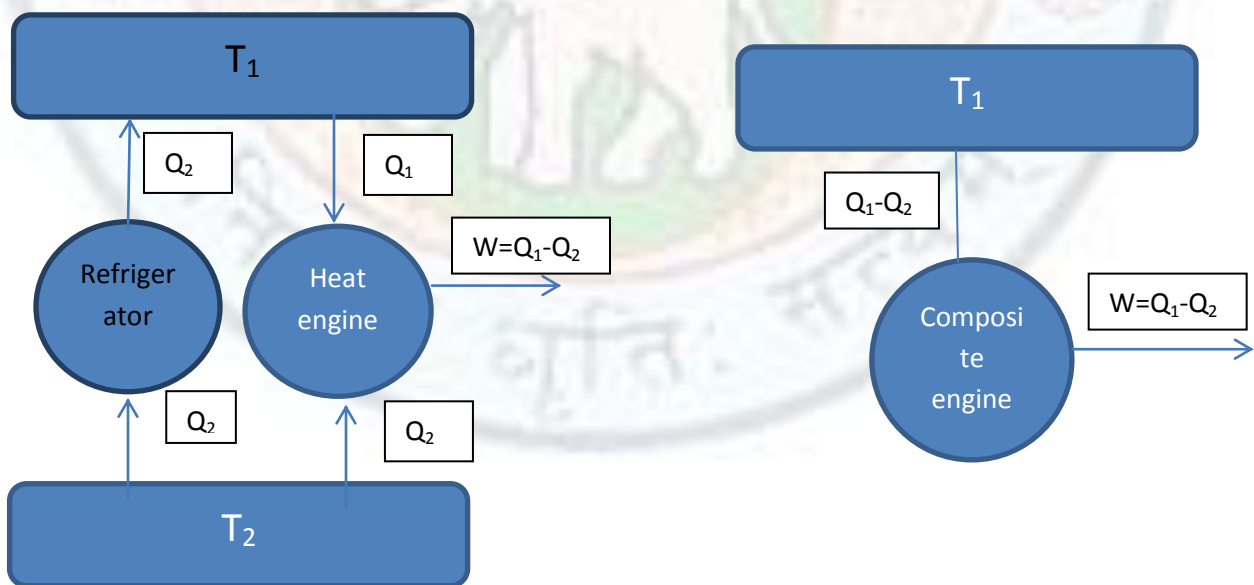 T₁
Q₂
Q₁
Refriger
ator
Heat
engine
W=Q₁-Q₂
Q₂
Q₂
T₂
T₁
Q₁-Q₂
Composi
te
engine
W=Q₁-Q₂